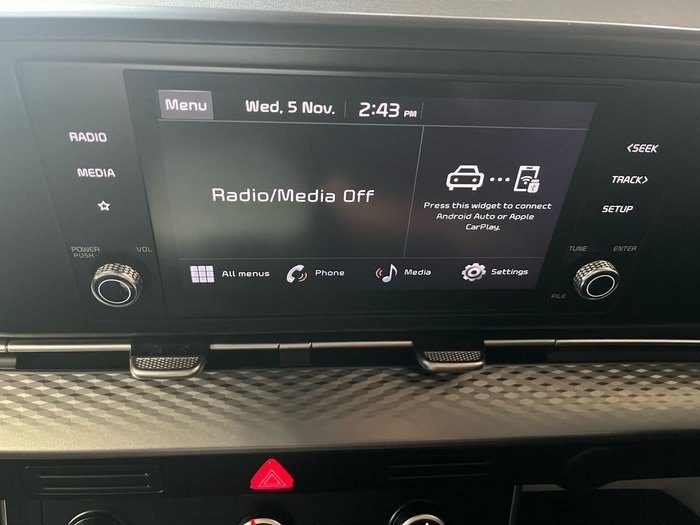 Menu
Wed, 5 Nov.
2:43 PM
RADIO
MEDIA
POWER
PUSH
VOL
Radio/Media Off
Press this widget to connect
Android Auto or Apple
CarPlay.
All menus
Phone
Media
Settings
<SEEK
TRACK>
SETUP
TUNE
ENTER
FILE